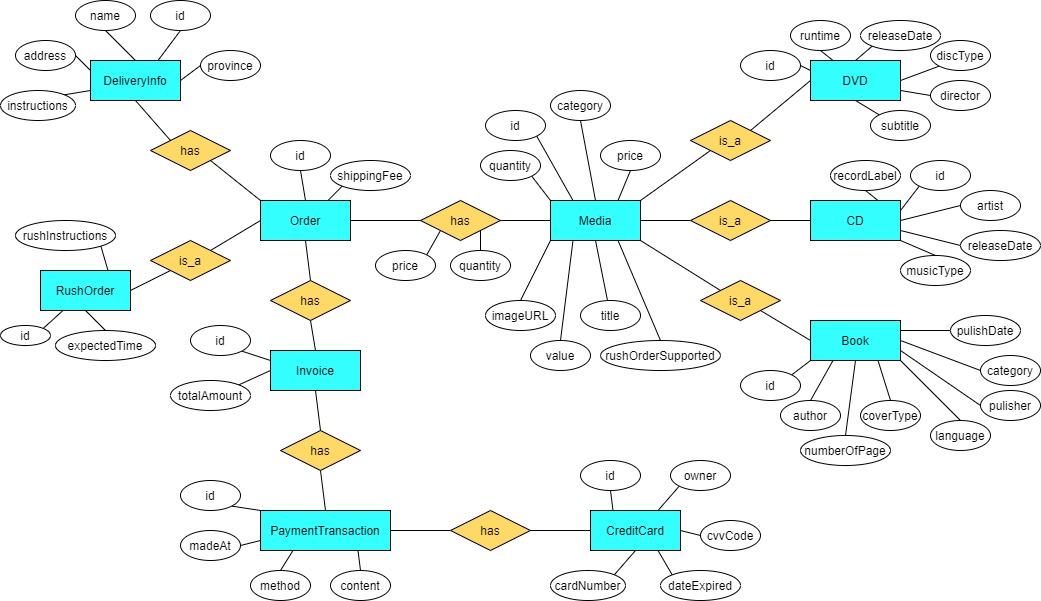 name
id
runtime
releaseDate
address
province
id
disType
DeliveryInfo
DVD
instructions
category
director
id
subtitle
has
is_a
id
price
quantity
shippingFee
recordLabel
id
artist
Order
has
Media
is_a
CD
rushInstructions
releaseDate
is_a
price
quantity
musicType
RushOrder
has
is_a
imageURL
title
pulishDate
id
expectedTime
id
value
rushOrderSupported
Book
Invoice
category
id
totalAmount
author
coverType
pulisher
language
has
numberOfPage
id
id
owner
PaymentTransaction
has
CreditCard
cvvCode
madeAt
method
content
cardNumber
dateExpired